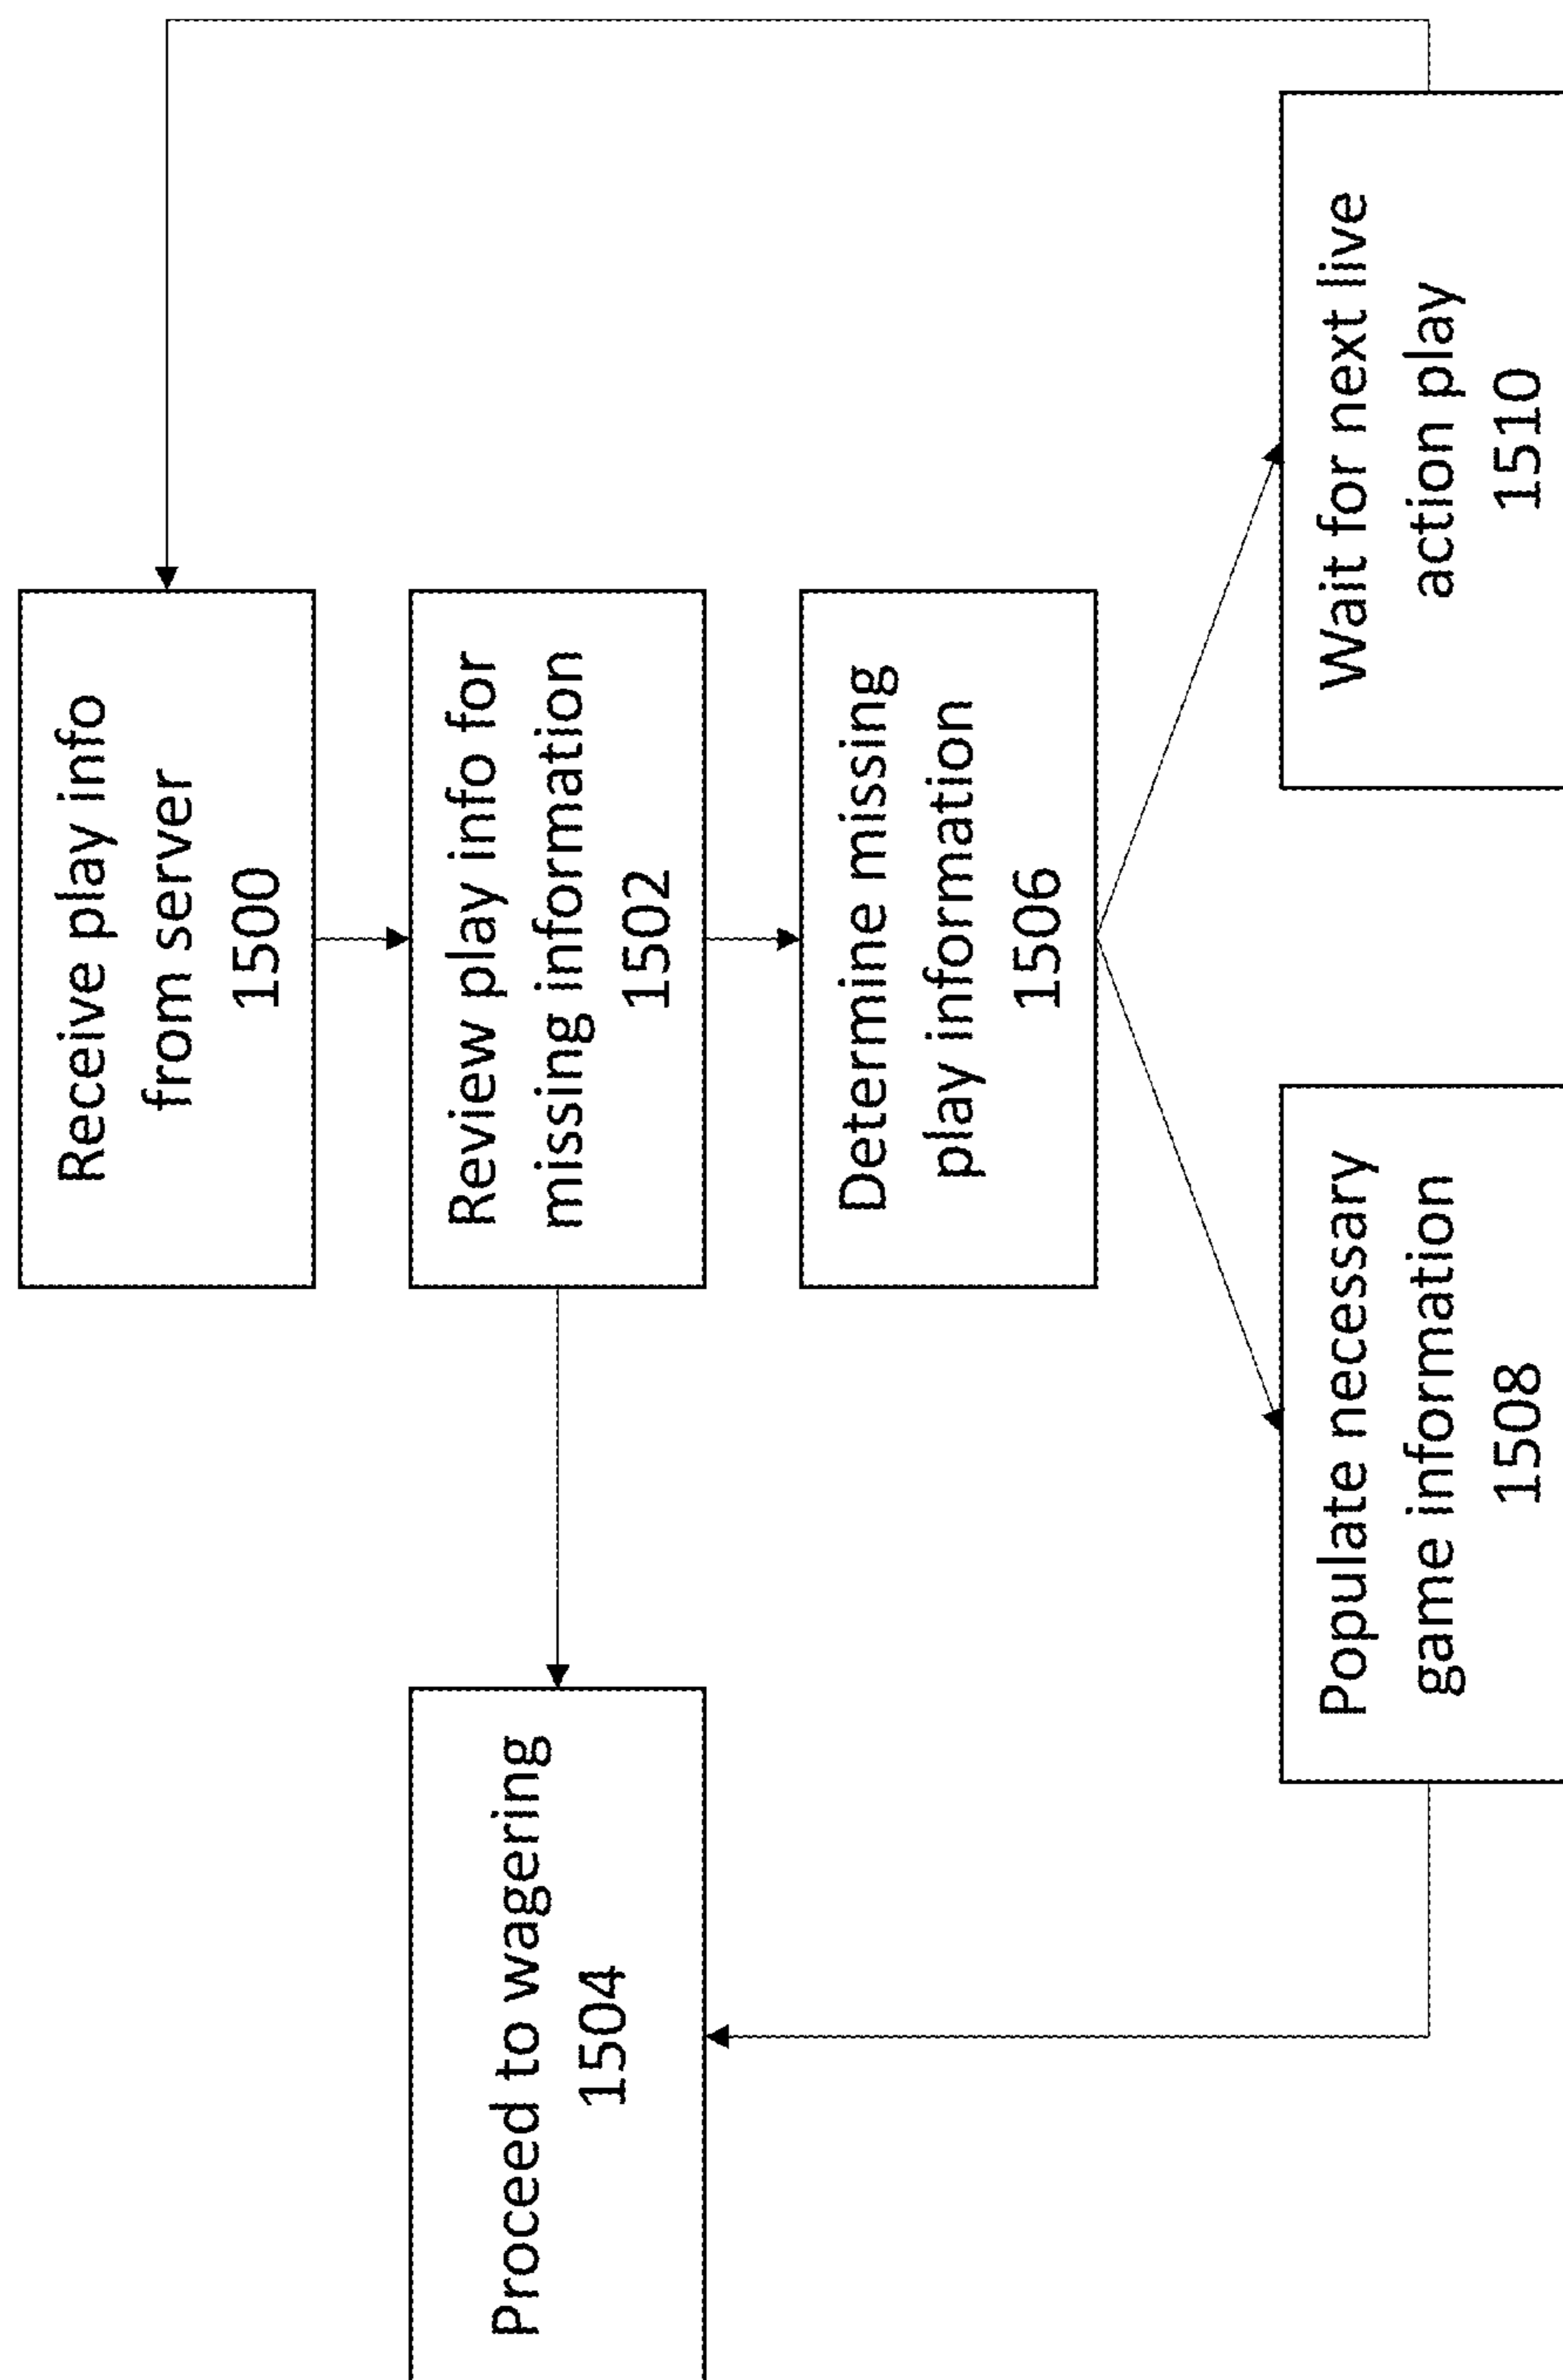 Receive play info
from server
1500
Review play info for
missing information
1502
Proceed to wagering
1504
Determine missing
play information
1506
Populate necessary
game information
1508
Wait for next live
action play
1510